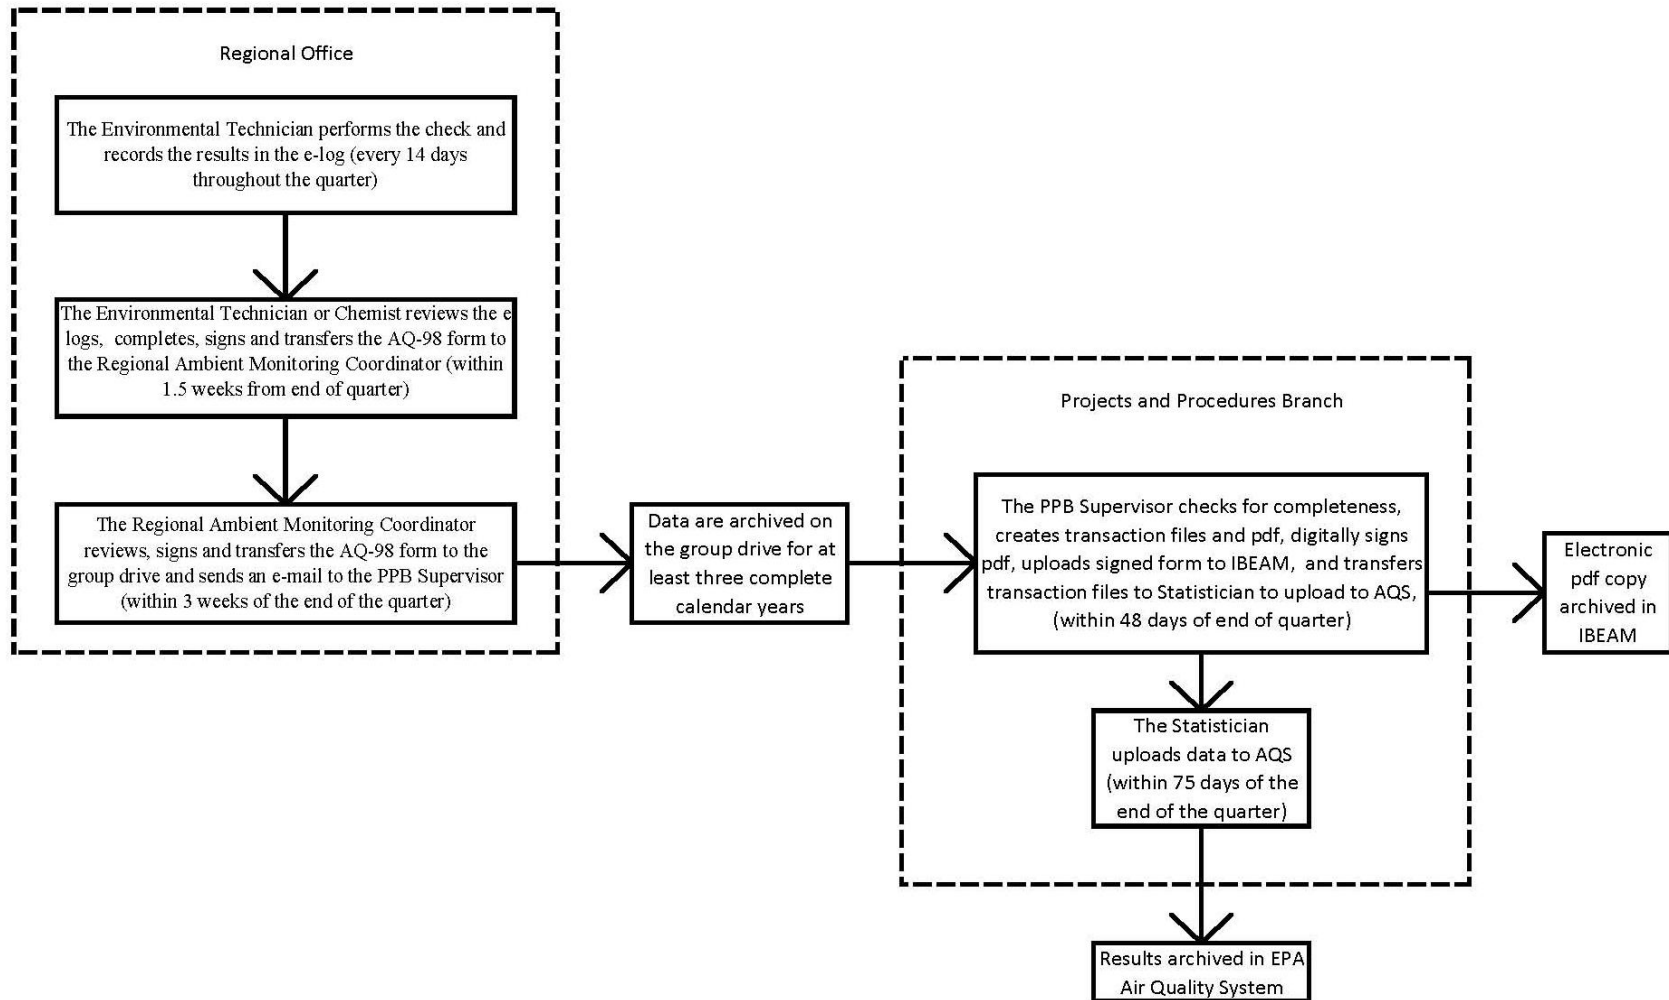 Regional Office
The Environmental Technician performs the check and
records the results in the e-log (every 14 days
throughout the quarter)
The Environmental Technician or Chemist reviews the e
logs, completes, signs and transfers the AQ-98 form to
the Regional Ambient Monitoring Coordinator (within
1.5 weeks from end of quarter)
The Regional Ambient Monitoring Coordinator
reviews, signs and transfers the AQ-98 form to the
group drive and sends an e-mail to the PPB Supervisor
(within 3 weeks of the end of the quarter)
Data are archived on
the group drive for at
least three complete
calendar years
Projects and Procedures Branch
The PPB Supervisor checks for completeness,
creates transaction files and pdf, digitally signs
pdf, uploads signed form to IBEAM, and transfers
transaction files to Statistician to upload to AQS,
(within 48 days of end of quarter)
Electronic
pdf copy
archived in
IBEAM
The Statistician
uploads data to AQS
(within 75 days of the
end of the quarter)
Results archived in EPA
Air Quality System